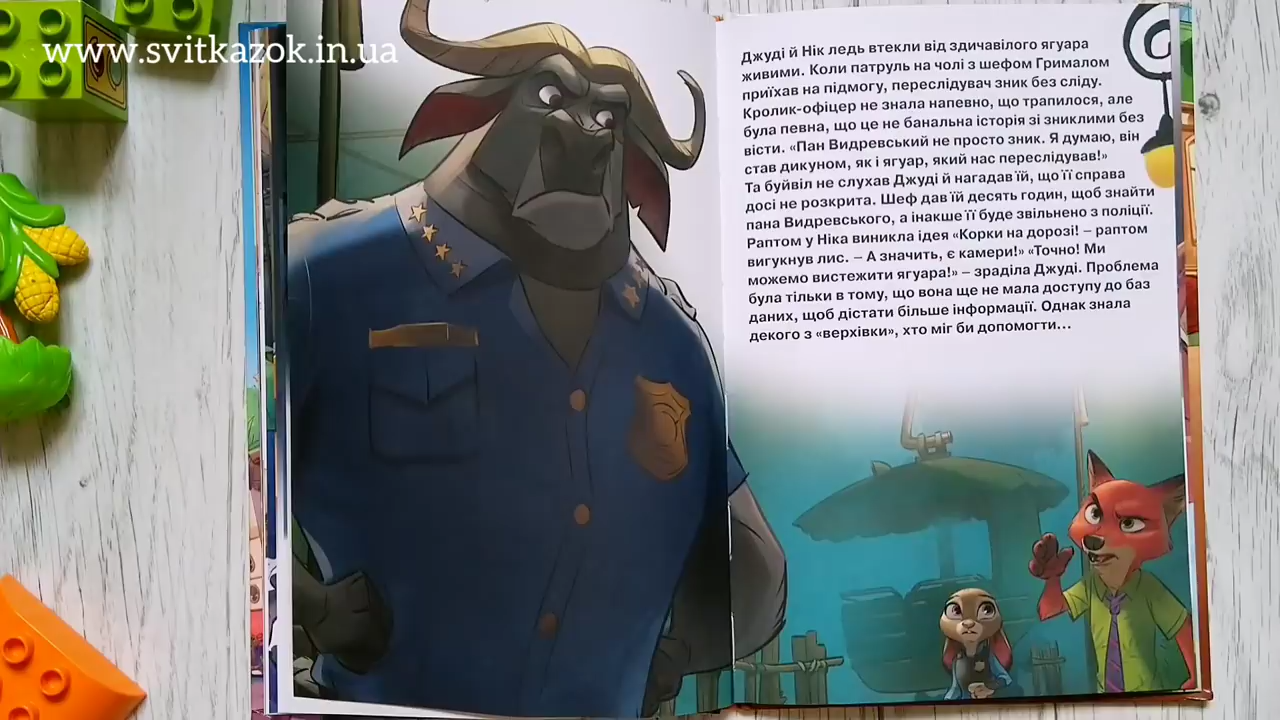 www.svitkazok.in.ua
Джуді й Нік ледь втекли від здичавілого ягуара
живими. Коли патруль на чолі з шефом Грималом
приїхав на підмогу, переслідувач зник без сліду.
Кролик-офіцер не знала напевно, що трапилося, але
була певна, що це не банальна історія зі зниклими без
вісти. «Пан Видревський не просто зник. Я думаю, він
став дикуном, як і ягуар, який нас переслідував!»
Та буйвіл не слухав Джуді й нагадав їй, що її справа
досі не розкрита. Шеф дав їй десять годин, щоб знайти
пана Видревського, а інакше її буде звільнено з поліції.
Раптом у Ніка виникла ідея «Корки на дорозі! – раптом
вигукнув лис. – А значить, є камери!» «Точно! Ми
можемо вистежити ягуара!» – зраділа Джуді. Проблема
була тільки в тому, що вона ще не мала доступу до баз
даних, щоб дістати більше інформації. Однак знала
декого з «верхівки», хто міг би допомогти...